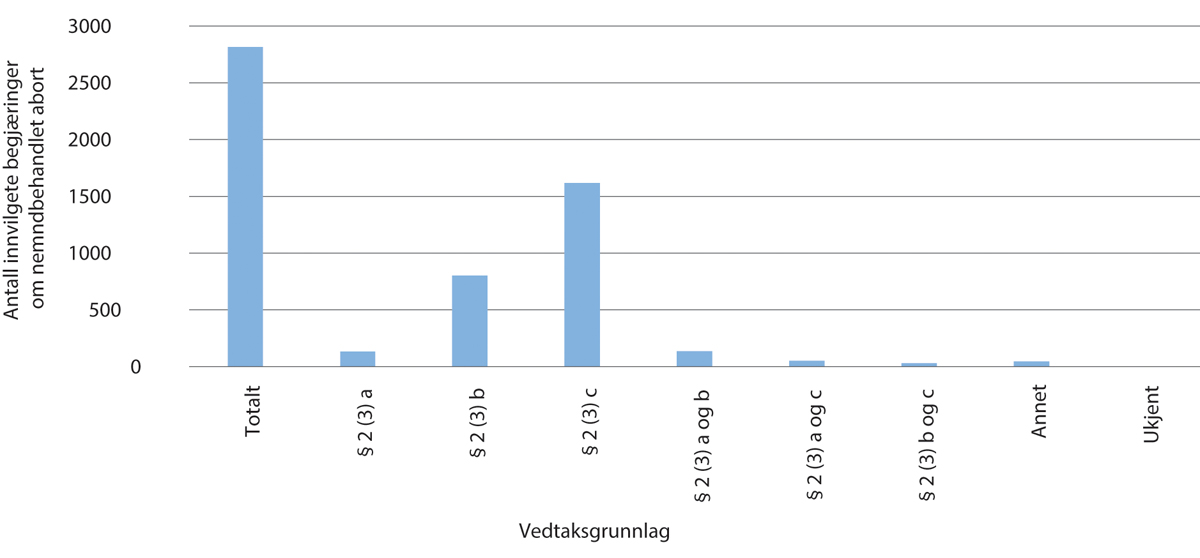 Antall innvilgete begjæringer
om nemndbehandlet abort
3000
2500
2000
1500
1000
500
0
Totalt
§ 2 (3) a
§ 2 (3) b
§ 2 (3) c
§ 2 (3) a og b
§ 2 (3) a og c
§ 2 (3) b og c
Annet
Ukjent
Vedtaksgrunnlag